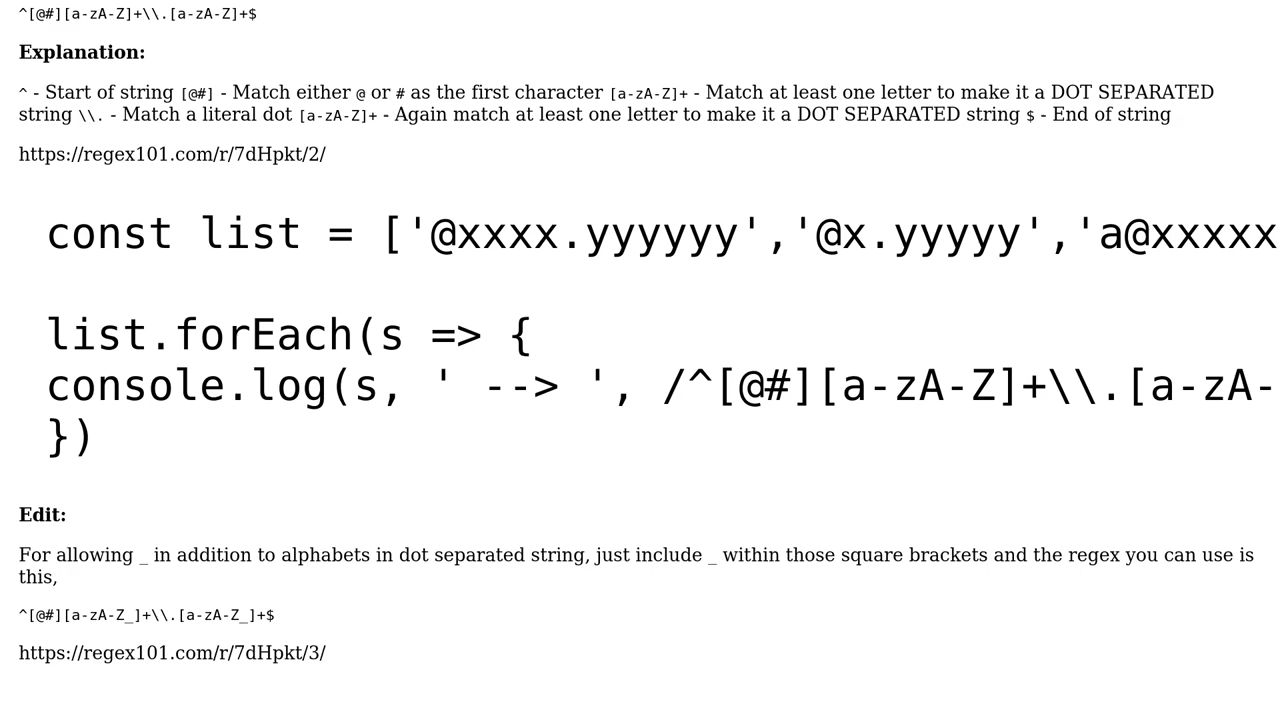 ^[@#][a-zA-Z]+\\.[a-zA-Z]+$
Explanation:
^ - Start of string [@#] - Match either @ or # as the first character [a-zA-Z]+ - Match at least one letter to make it a DOT SEPARATED
string \\. - Match a literal dot [a-zA-Z]+ - Again match at least one letter to make it a DOT SEPARATED string $ - End of string
https://regex101.com/r/7dHpkt/2/
const list = ['@xxxx.yyyyyy','@x.yyyyy','a@xxxxx
list.forEach(s => {
console.log(s, ' --> ', /^[@#][a-zA-Z]+\\.[a-zA-
})
Edit:
For allowing _ in addition to alphabets in dot separated string, just include _ within those square brackets and the regex you can use is
this,
^[@#][a-zA-Z_]+\\.[a-zA-Z_]+$
https://regex101.com/r/7dHpkt/3/